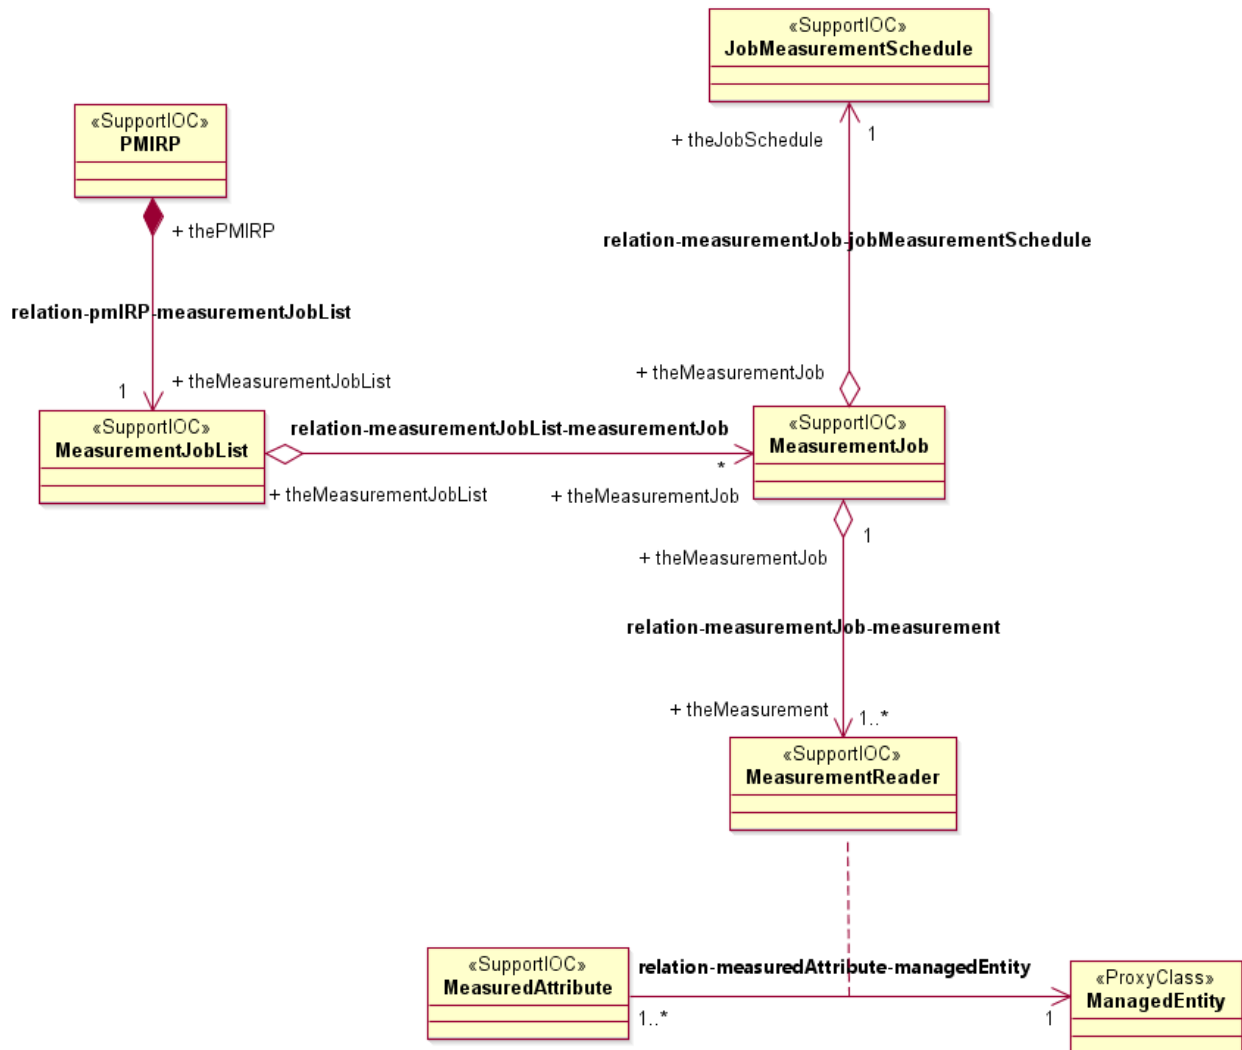 «SupportIOC»
JobMeasurementSchedule
«SupportIOC»
PMIRP
+ theJobSchedule
1
+ thePMIRP
relation-measurementJob-jobMeasurementSchedule
relation-pmIRP-measurementJobList
+ theMeasurementJob
1
+ theMeasurementJobList
«SupportIOC»
MeasurementJobList
relation-measurementJobList-measurementJob
«SupportIOC»
MeasurementJob
*
+ theMeasurementJobList
+ theMeasurementJob
1
+ theMeasurementJob
relation-measurementJob-measurement
+ theMeasurement
1..*
«SupportIOC»
MeasurementReader
«SupportIOC»
MeasuredAttribute
relation-measuredAttribute-managedEntity
1..*
1
«ProxyClass»
ManagedEntity